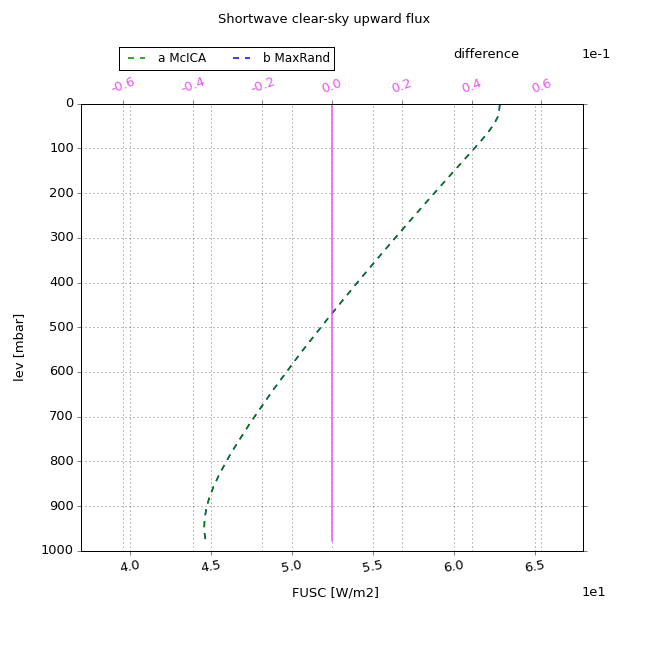 Shortwave clear-sky upward flux
a McICA b MaxRand
difference 1e-1
-0.6 -0.4 -0.2 0.0 0.2 0.4 0.6
0
100
200
300
400
500
600
700
800
900
1000
lev [mbar]
4.0 4.5 5.0 5.5 6.0 6.5
FUSC [W/m2] 1e1